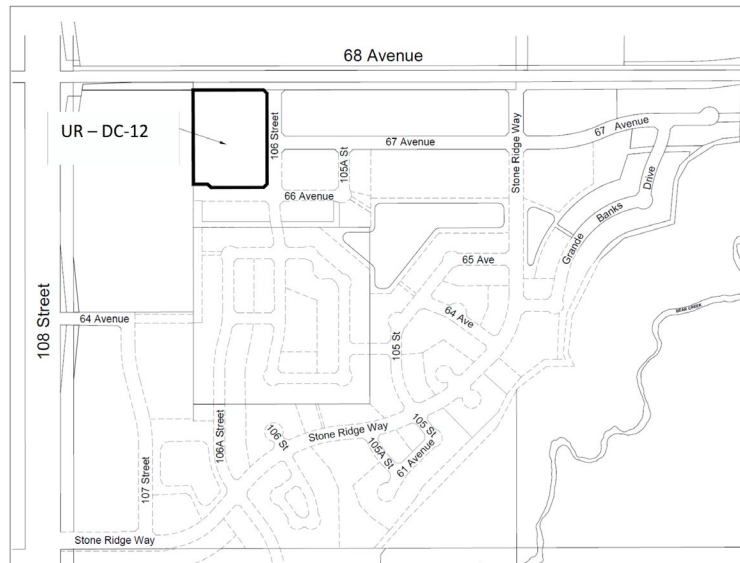 68 Avenue
UR – DC-12
106 Street
67 Avenue
Stone Ridge Way
67 Avenue
105A St
66 Avenue
Drive
Banks
Grande
65 Ave
108 Street
64 Avenue
64 Ave
105 St
BEAR CREEK
106A Street
107 Street
106 St
Stone Ridge Way
105 St
105A St
61 Avenue
Stone Ridge Way